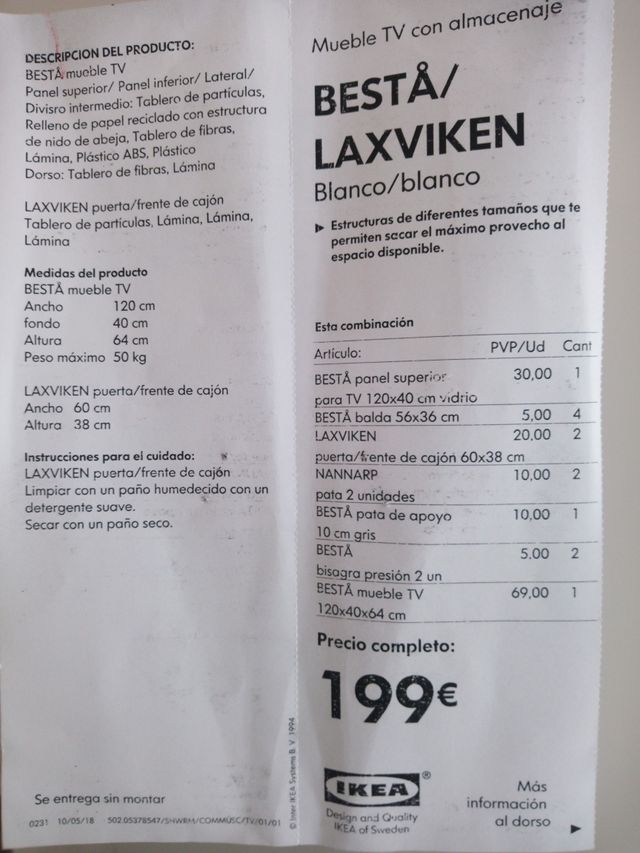 DESCRIPCION DEL PRODUCTO:
BESTÅ mueble TV
Panel superior/ Panel inferior/ Lateral/
Divisro intermedio: Tablero de partículas,
Relleno de papel reciclado con estructura
de nido de abeja, Tablero de fibras,
Lámina, Plástico ABS, Plástico
Dorso: Tablero de fibras, Lámina
LAXVIKEN puerta/frente de cajón
Tablero de partículas, Lámina, Lámina,
Lámina
Medidas del producto
BESTÅ mueble TV
Ancho 120 cm
fondo 40 cm
Altura 64 cm
Peso máximo 50 kg
LAXVIKEN puerta/frente de cajón
Ancho 60 cm
Altura 38 cm
Instrucciones para el cuidado:
LAXVIKEN puerta/frente de cajón
Limpiar con un paño humedecido con un
detergente suave.
Secar con un paño seco.
Se entrega sin montar
0231 10/05/18 502.05378547/SHWRM/COMMUSC/TV/01/01
© Inter IKEA Systems B. V. 1994
Mueble TV con almacenaje
BESTÅ/
LAXVIKEN
Blanco/blanco
▶ Estructuras de diferentes tamaños que te
permiten sacar el máximo provecho al
espacio disponible.
Esta combinación
Artículo: PVP/Ud Cant
BESTÅ panel superior 30,00 1
para TV 120x40 cm vidrio
BESTÅ balda 56x36 cm 5,00 4
LAXVIKEN 20,00 2
puerta/frente de cajón 60x38 cm
NANNARP 10,00 2
pata 2 unidades
BESTÅ pata de apoyo 10,00 1
10 cm gris
BESTÅ 5,00 2
bisagra presión 2 un
BESTÅ mueble TV 69,00 1
120x40x64 cm
Precio completo:
199€
IKEA®
Design and Quality
IKEA of Sweden
Más
información
al dorso ▶